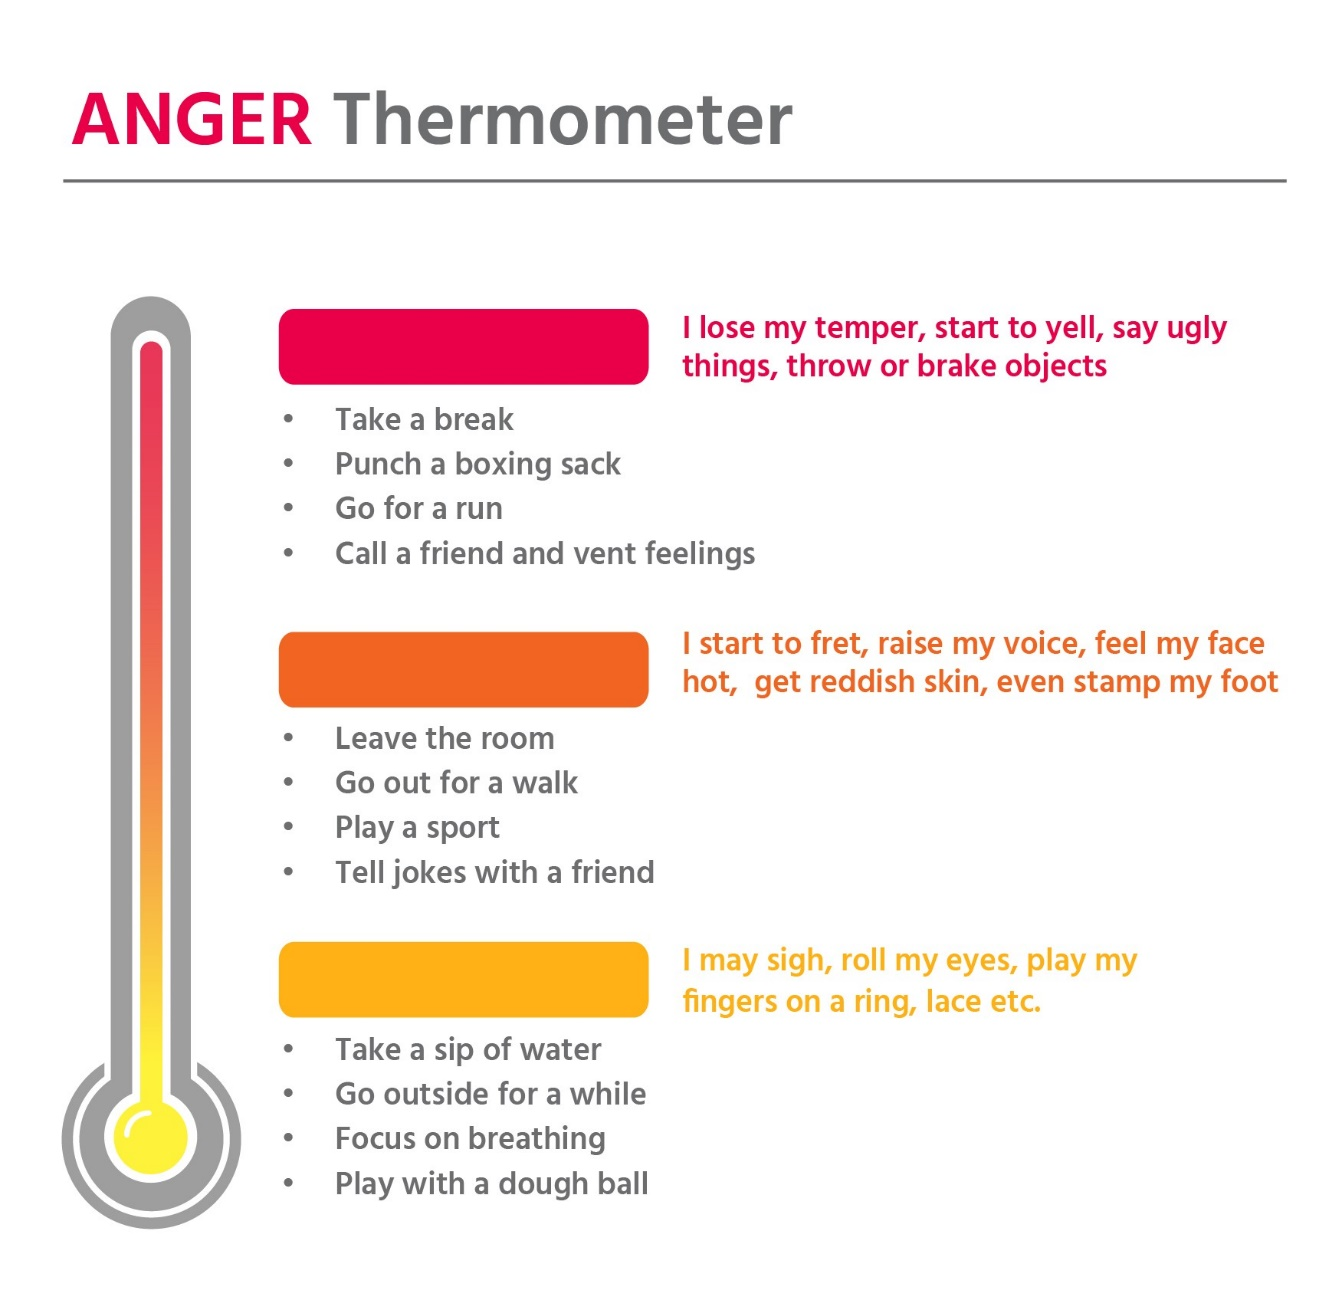 ANGER Thermometer
I lose my temper, start to yell, say ugly
things, throw or brake objects
• Take a break
• Punch a boxing sack
• Go for a run
• Call a friend and vent feelings
I start to fret, raise my voice, feel my face
hot,  get reddish skin, even stamp my foot
• Leave the room
• Go out for a walk
• Play a sport
• Tell jokes with a friend
I may sigh, roll my eyes, play my
fingers on a ring, lace etc.
• Take a sip of water
• Go outside for a while
• Focus on breathing
• Play with a dough ball